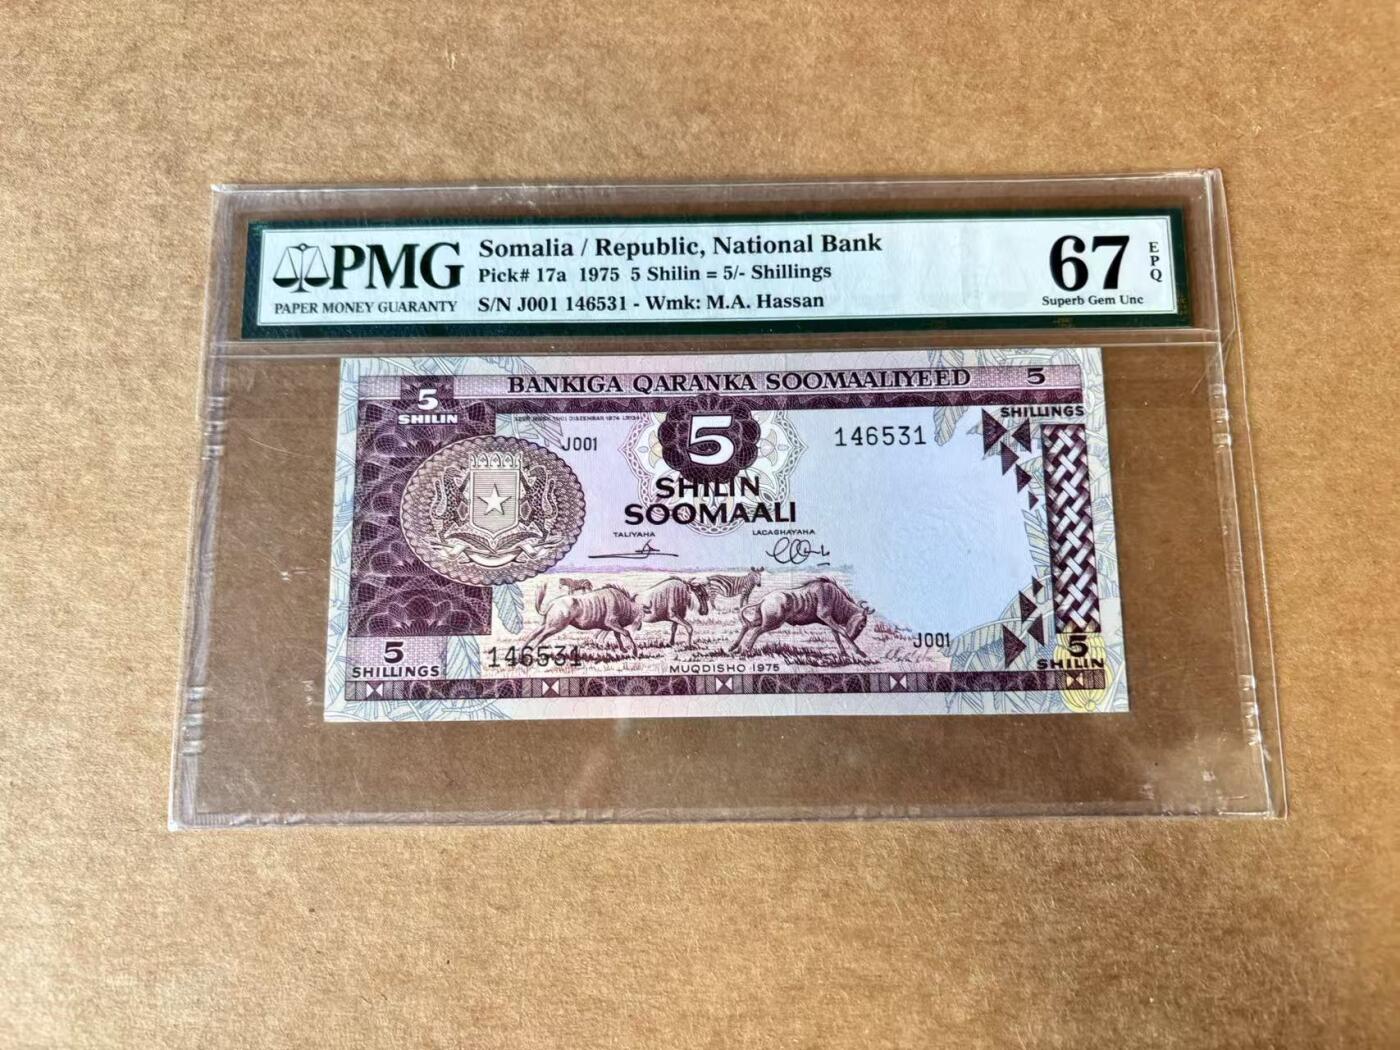 PMG
PAPER MONEY GUARANTY
Somalia / Republic, National Bank
Pick# 17a 1975 5 Shilin = 5/- Shillings
S/N J001 146531 - Wmk: M.A. Hassan
67
EPQ
Superb Gem Unc
BANKIGA QARANKA SOOMAALIYEED
5
SHILLINGS
5
SHILIN
J001
5
146531
SHILIN
SOOMAALI
TALIYAHA
LACAGHAYAHA
J001
5
SHILLINGS
146531
MUQDISHO 1975
5
SHILIN